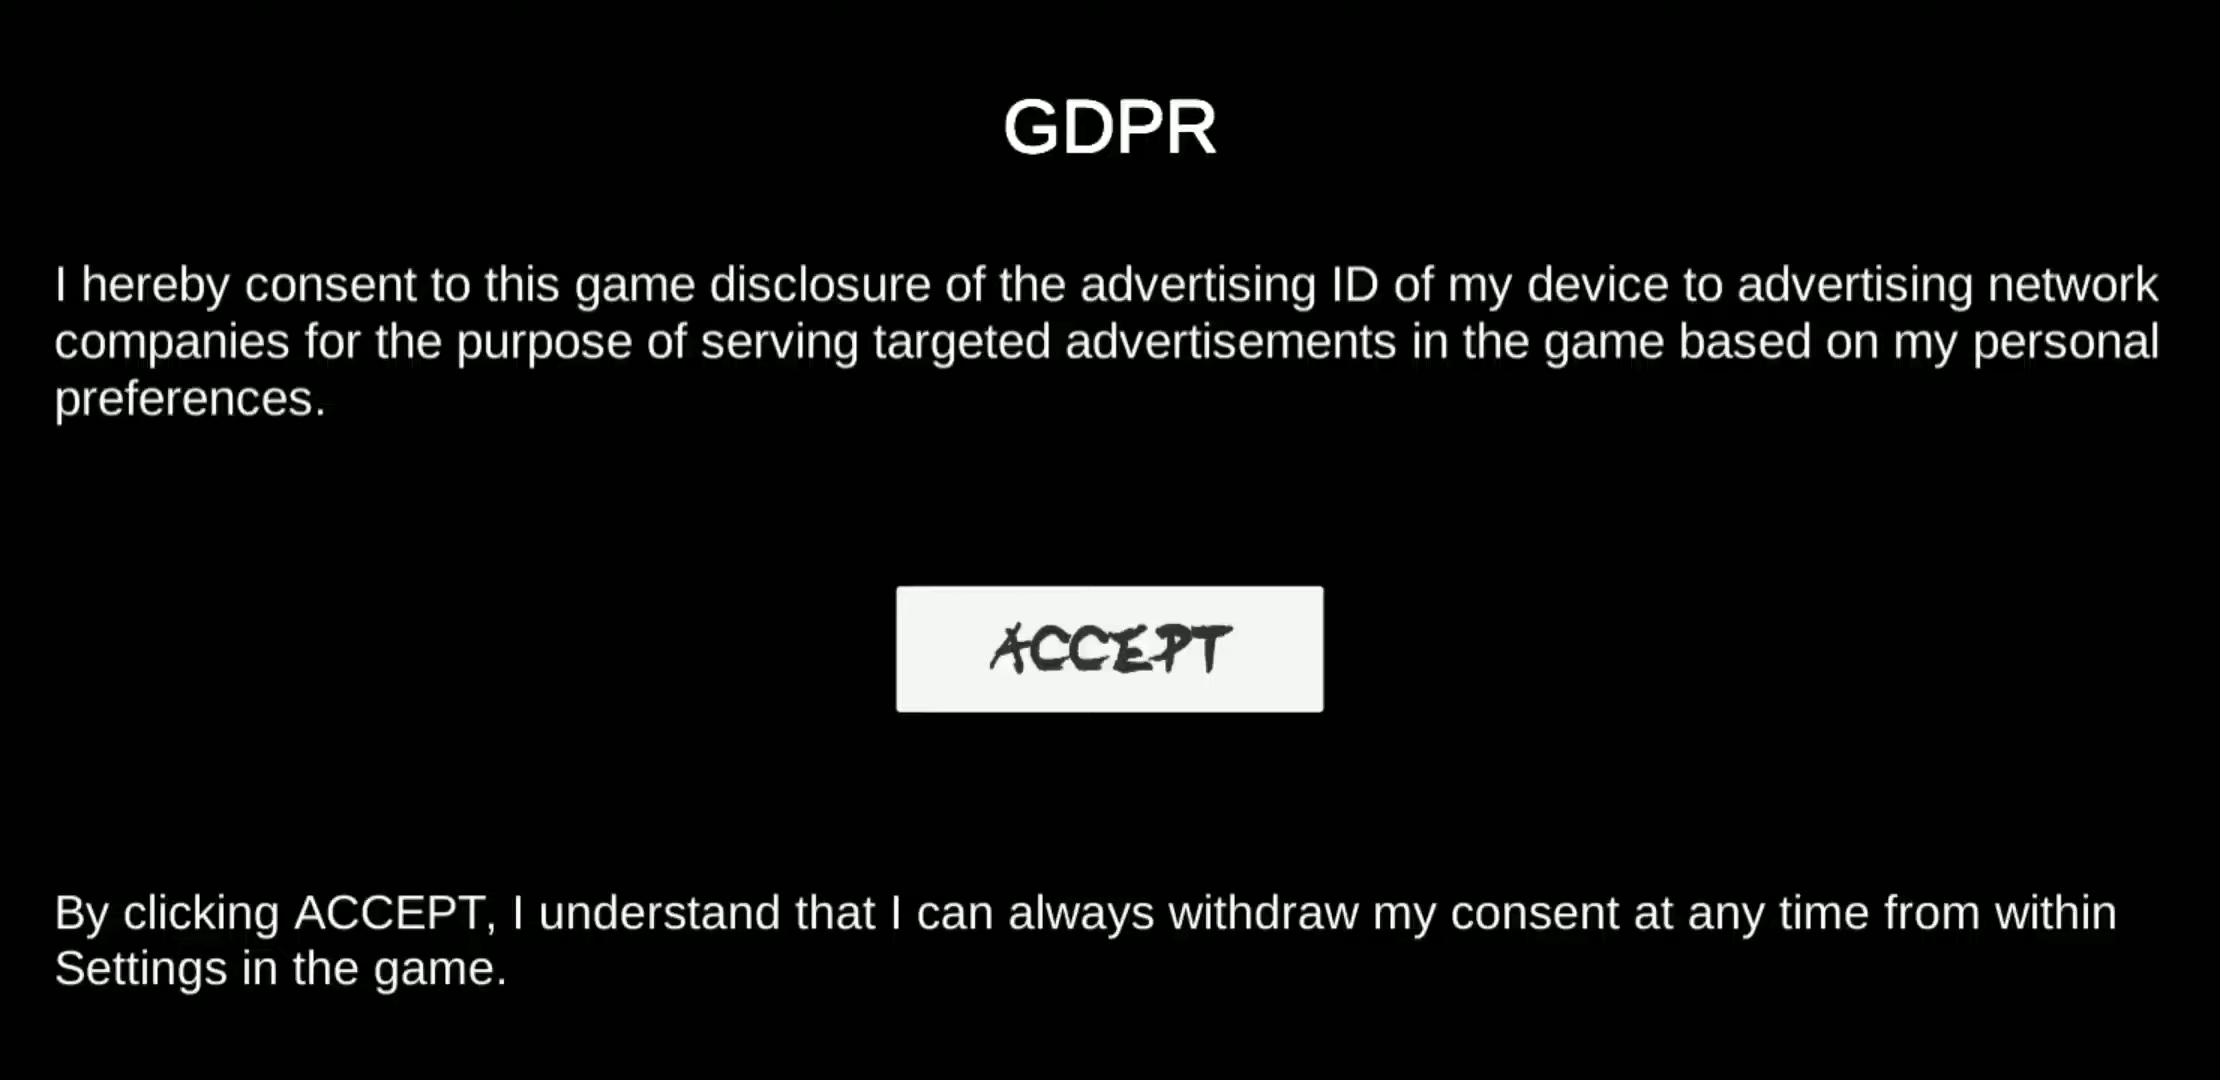 GDPR
I hereby consent to this game disclosure of the advertising ID of my device to advertising network
companies for the purpose of serving targeted advertisements in the game based on my personal
preferences.
ACCEPT
By clicking ACCEPT, I understand that I can always withdraw my consent at any time from within
Settings in the game.